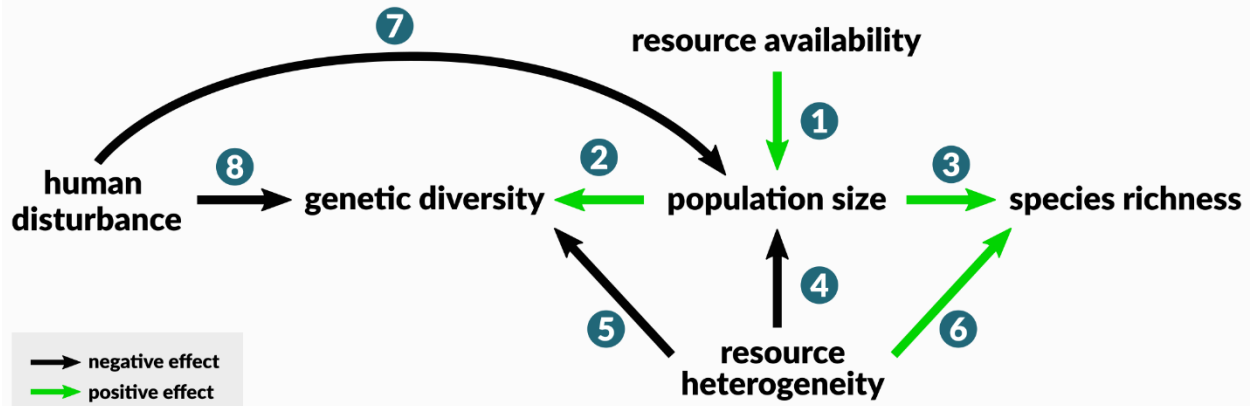 7
resource availability
1
8
2
3
human
disturbance
genetic diversity
population size
species richness
4
5
6
resource
heterogeneity
negative effect
positive effect